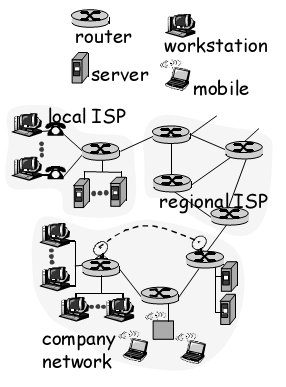 router
workstation
server
mobile
local ISP
regional ISP
company
network